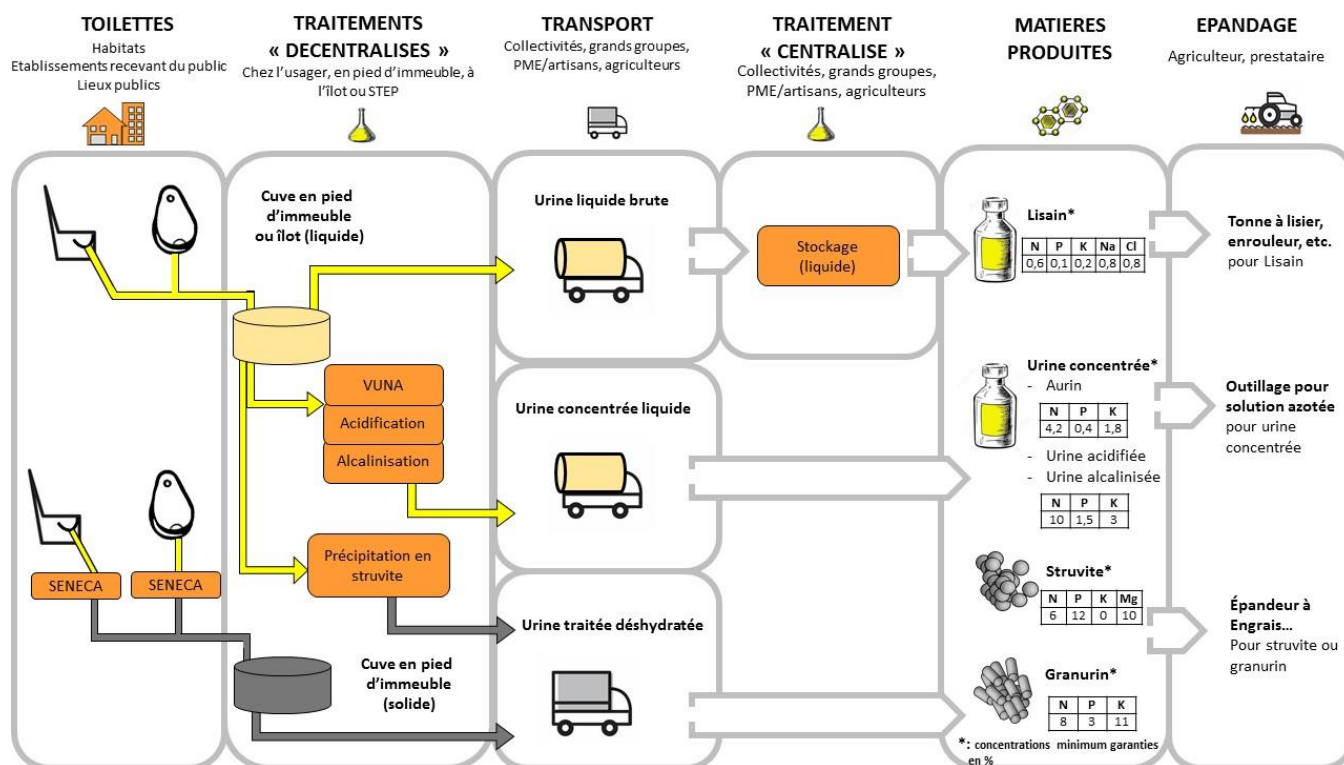 TOILETTES
Habitats
Etablissements recevant du public
Lieux publics
TRAITEMENTS
« DECENTRALISES »
Chez l'usager, en pied d'immeuble, à
l'îlot ou STEP
TRANSPORT
Collectivités, grands groupes,
PME/artisans, agriculteurs
TRAITEMENT
« CENTRALISE »
Collectivités, grands groupes,
PME/artisans, agriculteurs
MATIERES
PRODUITES
EPANDAGE
Agriculteur, prestataire
Cuve en pied
d'immeuble
ou îlot (liquide)
VUNA
Acidification
Alcalinisation
Précipitation en
struvite
SENECA
SENECA
Cuve en pied
d'immeuble
(solide)
Urine liquide brute
Urine concentrée liquide
Urine traitée déshydratée
Stockage
(liquide)
Lisain*
N P K Na Cl
0,6 0,1 0,2 0,8 0,8
Urine concentrée*
- Aurin
N P K
4,2 0,4 1,8
- Urine acidifiée
- Urine alcalinisée
N P K
10 1,5 3
Struvite*
N P K Mg
6 12 0 10
Granurin*
N P K
8 3 11
*: concentrations minimum garanties
en %
Tonne à lisier,
enrouleur, etc.
pour Lisain
Outillage pour
solution azotée
pour urine
concentrée
Épandeur à
Engrais...
Pour struvite ou
granurin